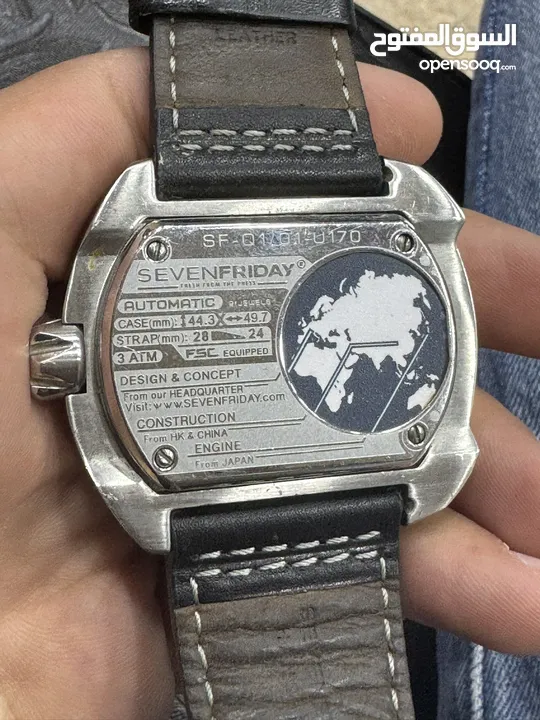 السوق المفتوح
opensooq.com
LEATHER
SF-Q1/01-U170
SEVENFRIDAY®
FRESH FROM THE PRESS
AUTOMATIC 21 JEWELS
CASE(mm): ↕44.3 ↔49.7
STRAP(mm): 28 24
3 ATM FSC EQUIPPED
DESIGN & CONCEPT
From our HEADQUARTER
Visit: www.SEVENFRIDAY.com
CONSTRUCTION
From HK & CHINA
ENGINE
From JAPAN